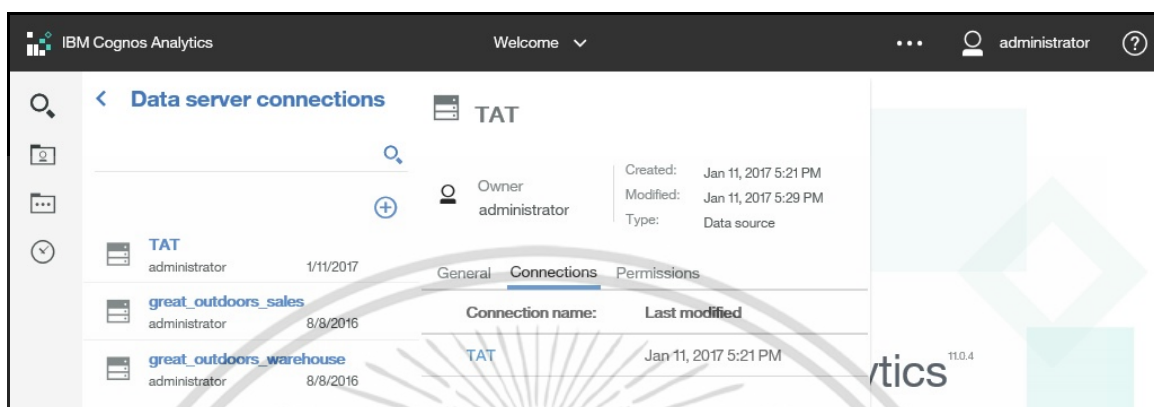 IBM Cognos Analytics
Welcome
administrator
Data server connections
TAT
administrator 1/11/2017
great_outdoors_sales
administrator 8/8/2016
great_outdoors_warehouse
administrator 8/8/2016
TAT
Owner
administrator
Created: Jan 11, 2017 5:21 PM
Modified: Jan 11, 2017 5:29 PM
Type: Data source
General Connections Permissions
Connection name: Last modified
TAT Jan 11, 2017 5:21 PM
ytics 11.0.4